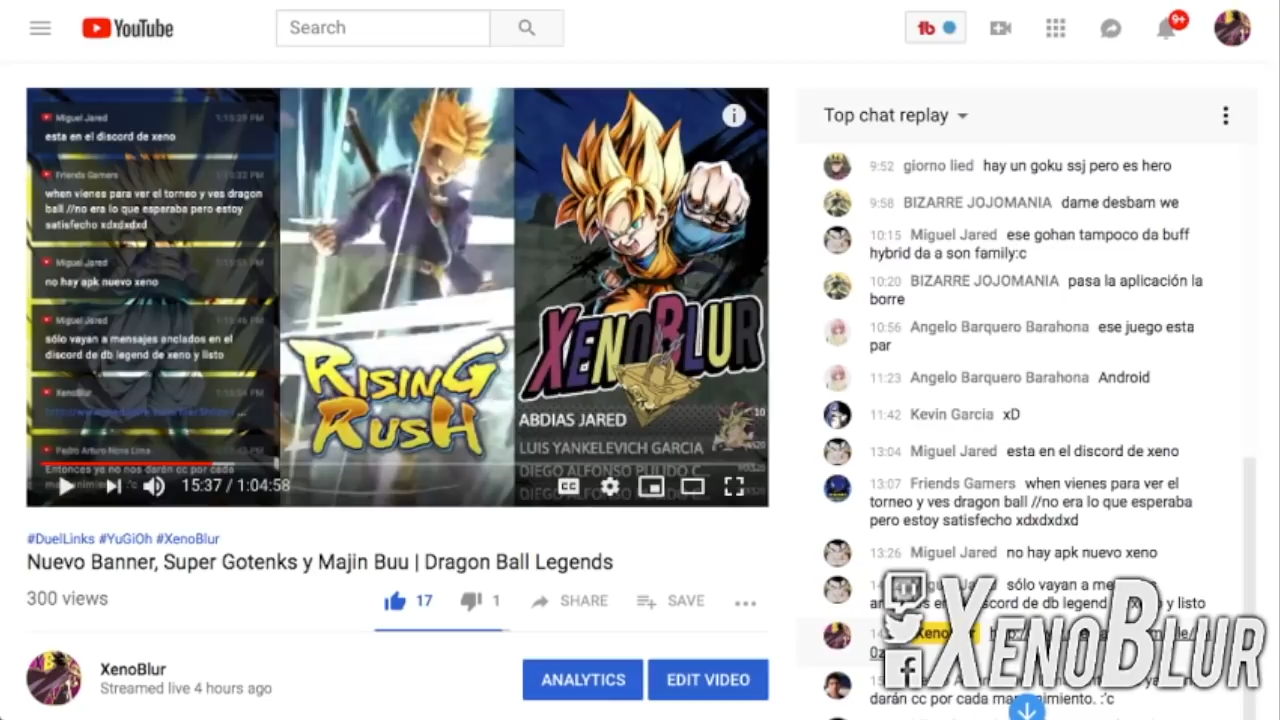 YouTube
Search
9+
Miguel Jared
1:15:29 PM
esta en el discord de xeno
Friends Gamers
when vienes para ver el torneo y ves dragon
ball //no era lo que esperaba pero estoy
satisfecho xdxdxdxd
Miguel Jared
no hay apk nuevo xeno
Miguel Jared
sólo vayan a mensajes anclados en el
discord de db legend de xeno y listo
XenoBlur
Entonces ya no nos darán cc por cada
RISING
RUSH
XENOBLUR
ABDIAS JARED
LUIS YANKELEVICH GARCIA
DIEGO ALFONSO PULIDO C...
15:37 / 1:04:58
#DuelLinks #YuGiOh #XenoBlur
Nuevo Banner, Super Gotenks y Majin Buu | Dragon Ball Legends
300 views
17
1
SHARE
SAVE
XenoBlur
Streamed live 4 hours ago
ANALYTICS
EDIT VIDEO
Top chat replay
9:52 giorno lied hay un goku ssj pero es hero
9:58 BIZARRE JOJOMANIA dame desbam we
10:15 Miguel Jared ese gohan tampoco da buff
hybrid da a son family:c
10:20 BIZARRE JOJOMANIA pasa la aplicación la
borre
10:56 Angelo Barquero Barahona ese juego esta
par
11:23 Angelo Barquero Barahona Android
11:42 Kevin Garcia xD
13:04 Miguel Jared esta en el discord de xeno
13:07 Friends Gamers when vienes para ver el
torneo y ves dragon ball //no era lo que esperaba
pero estoy satisfecho xdxdxdxd
13:26 Miguel Jared no hay apk nuevo xeno
sólo vayan a
discord de db legend y listo
XenoBlur
darán cc por cada :'c
XENOBLUR